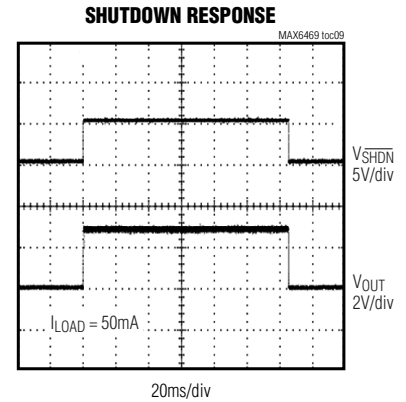 SHUTDOWN RESPONSE
MAX6469 toc09
VSHDN
5V/div
VOUT
2V/div
ILOAD = 50mA
20ms/div